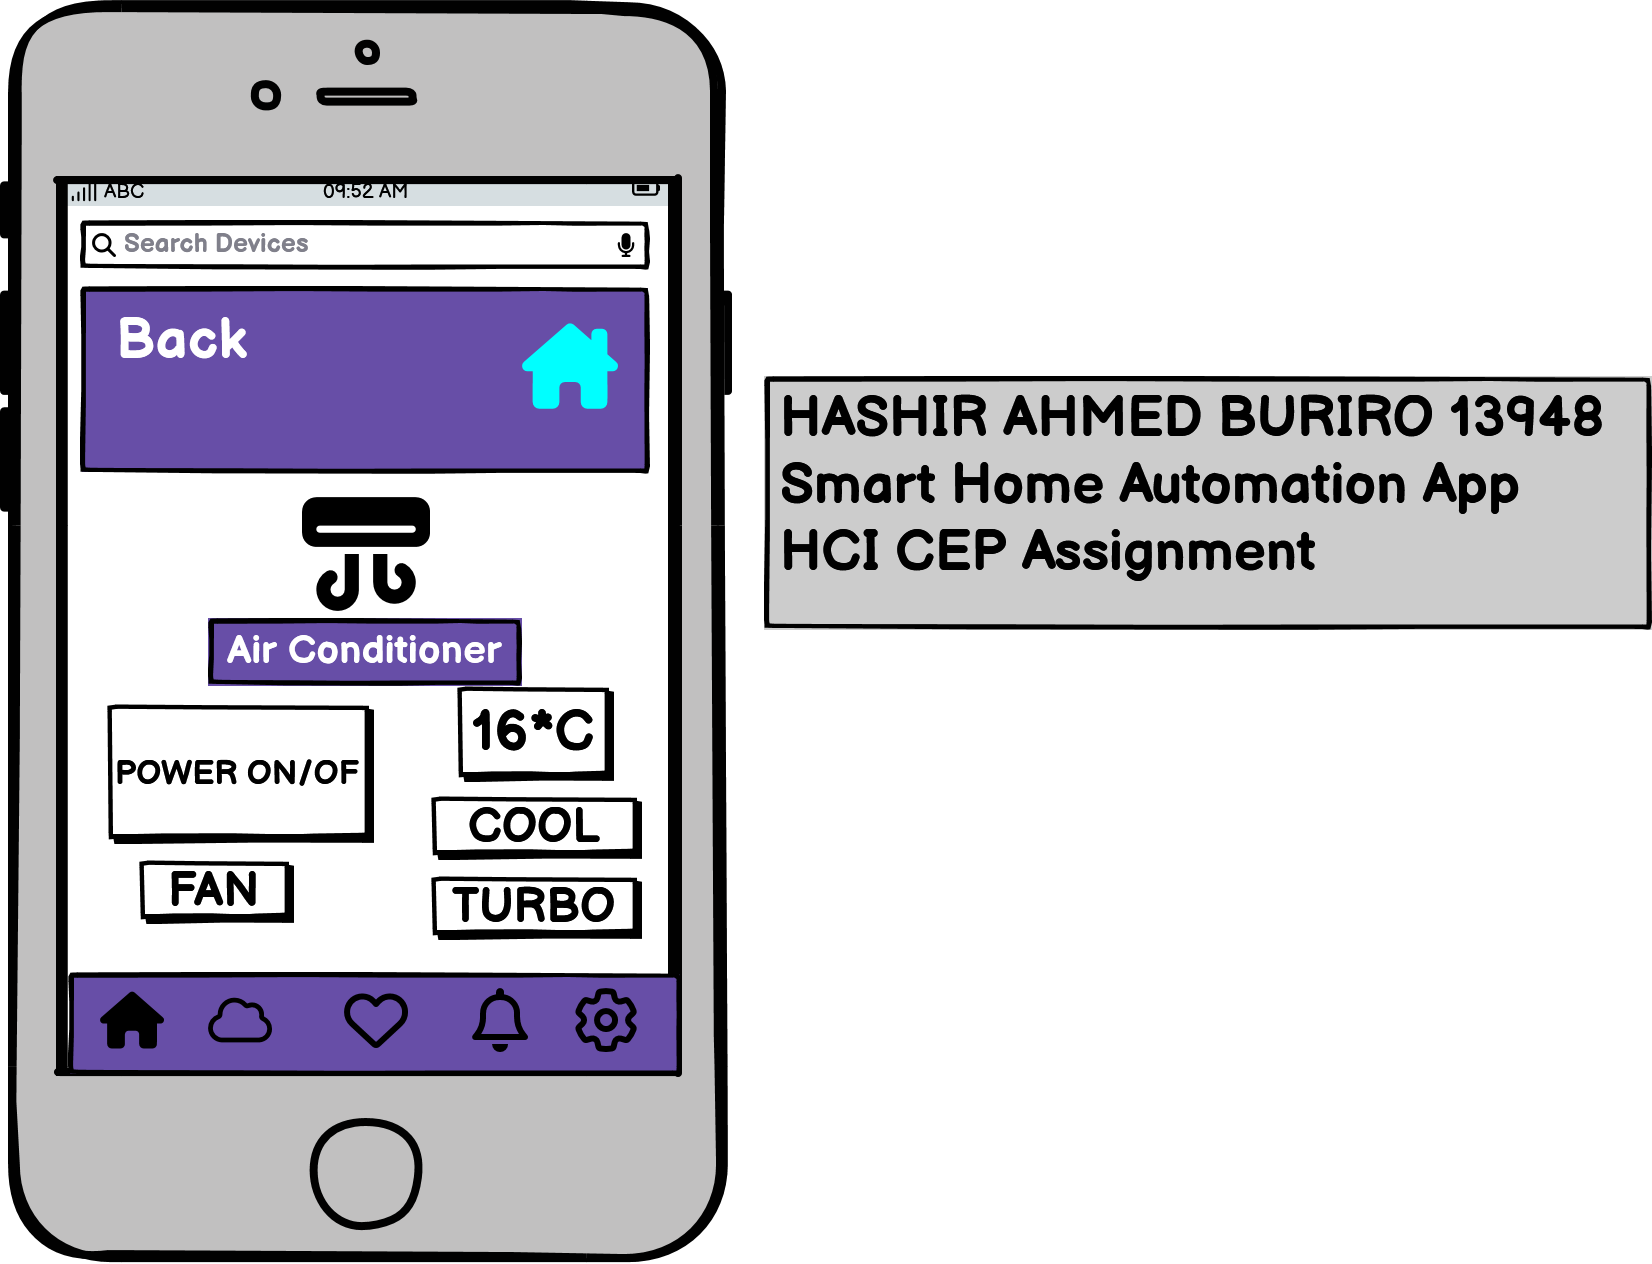 ABC 09:52 AM
Search Devices
Back
Air Conditioner
16*C
POWER ON/OF
COOL
FAN
TURBO
HASHIR AHMED BURIRO 13948
Smart Home Automation App
HCI CEP Assignment